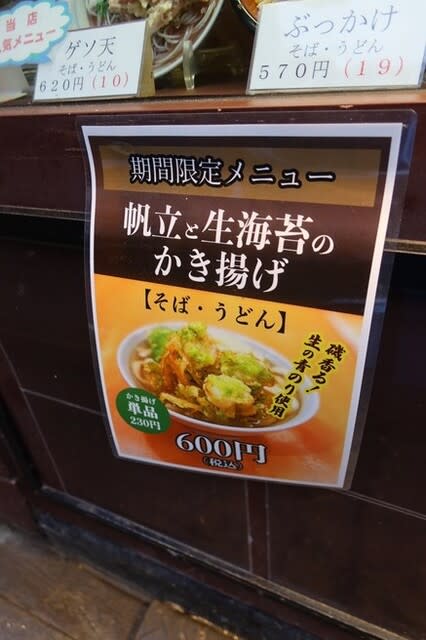 当店
人気メニュー
ゲソ天
そば・うどん
620円(10)
ぶっかけ
そば・うどん
570円(19)
期間限定メニュー
帆立と生海苔の
かき揚げ
【そば・うどん】
磯香る!
生の青のり使用
かき揚げ
単品
230円
600円
(税込)